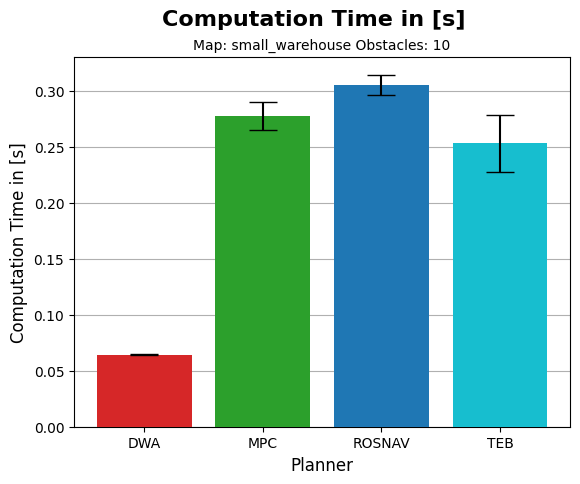 Computation Time in [s]
Map: small_warehouse Obstacles: 10
Computation Time in [s]
0.30
0.25
0.20
0.15
0.10
0.05
0.00
DWA MPC ROSNAV TEB
Planner